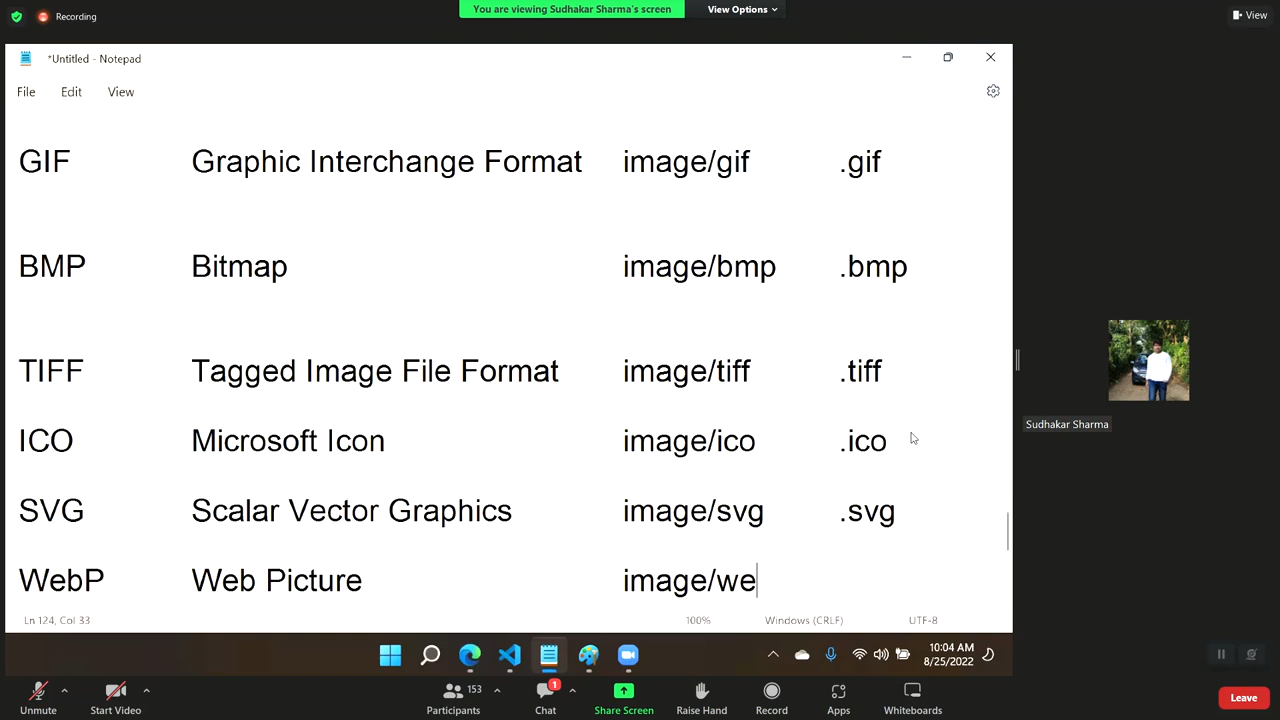 Recording
You are viewing Sudhakar Sharma's screen
View Options
View
*Untitled - Notepad
File Edit View
GIF Graphic Interchange Format image/gif .gif
BMP Bitmap image/bmp .bmp
TIFF Tagged Image File Format image/tiff .tiff
ICO Microsoft Icon image/ico .ico
SVG Scalar Vector Graphics image/svg .svg
WebP Web Picture image/we
Sudhakar Sharma
Ln 124, Col 33 100% Windows (CRLF) UTF-8
10:04 AM
8/25/2022
Unmute Start Video Participants 153 Chat 1 Share Screen Raise Hand Record Apps Whiteboards Leave